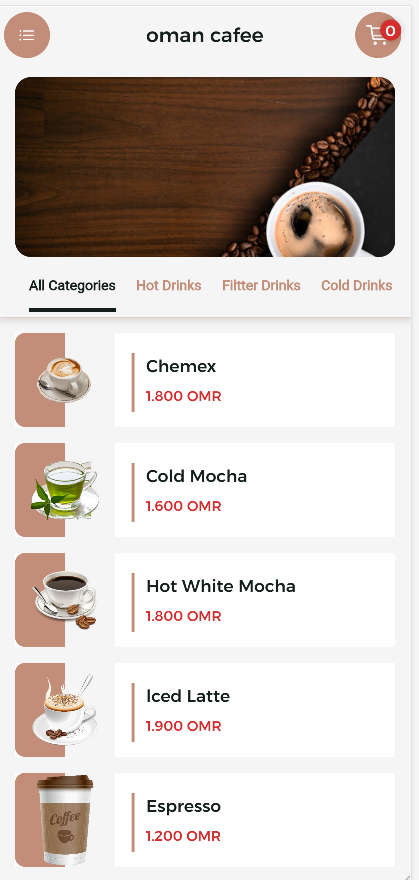 oman cafee
0
All Categories
Hot Drinks
Filtter Drinks
Cold Drinks
Chemex
1.800 OMR
Cold Mocha
1.600 OMR
Hot White Mocha
1.800 OMR
Iced Latte
1.900 OMR
Coffee
Espresso
1.200 OMR